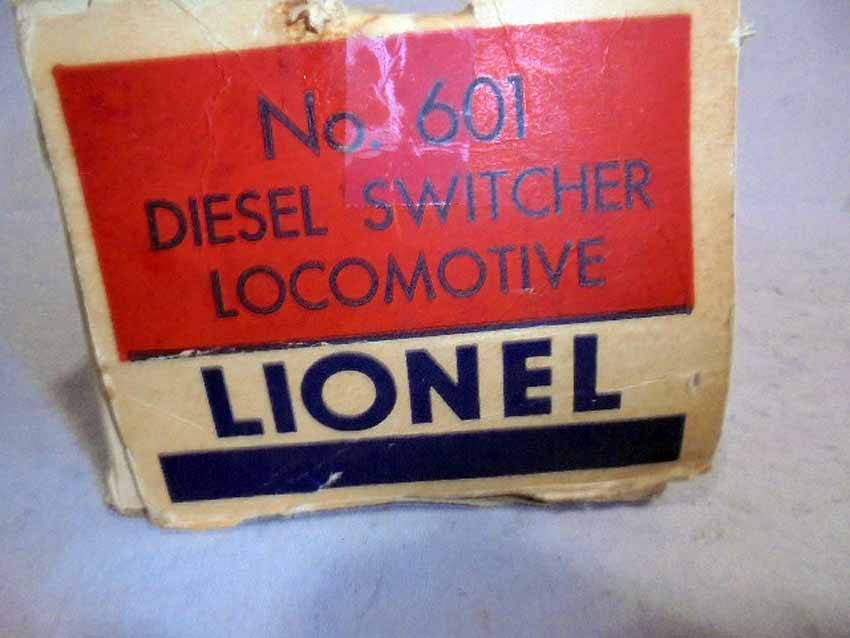 No. 601
DIESEL SWITCHER
LOCOMOTIVE
LIONEL